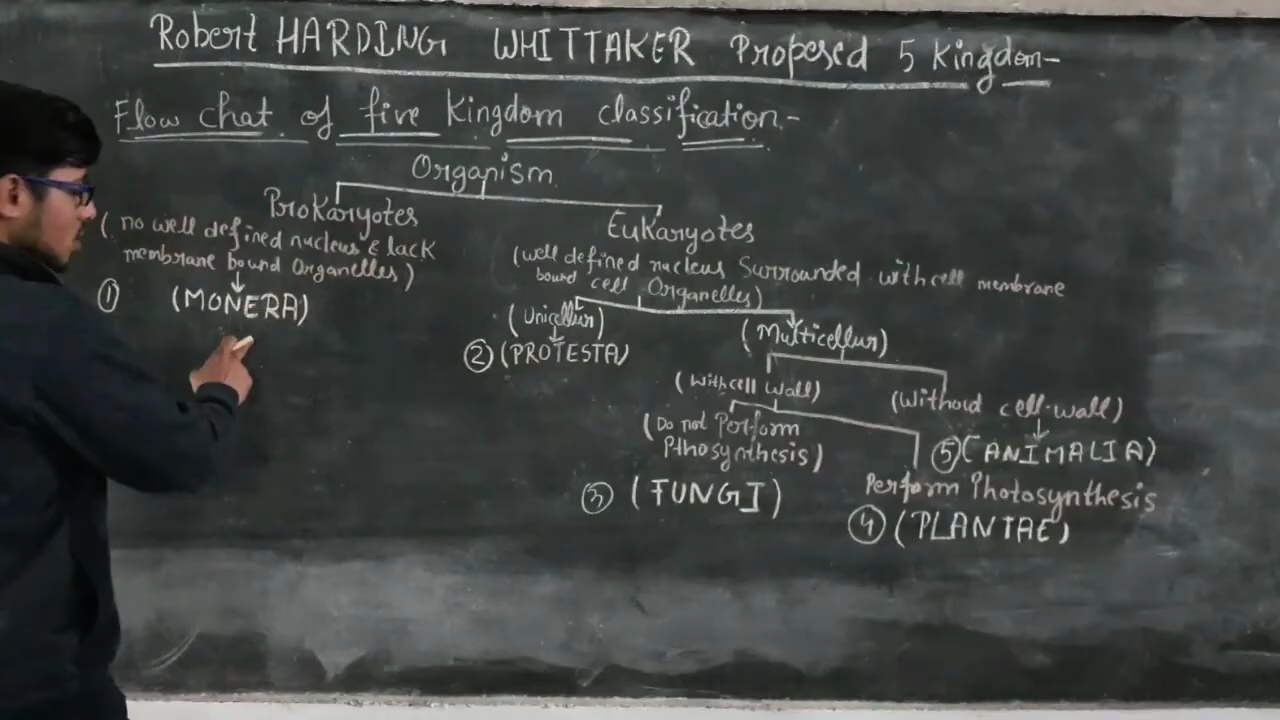 Robert HARDING WHITTAKER Proposed 5 Kingdom-
Flow chat of five Kingdom classification-
Organism
Prokaryotes
( no well defined nucleus & lack
membrane bound Organelles)
① (MONERA)
Eukaryotes
(well defined nucleus Surrounded with cell membrane
bound cell Organelles)
(Unicellur)
② (PROTESTA)
(Multicellur)
(With cell Wall)
(Without cell-wall)
(Do not Perform
Pthosynthesis)
⑤ (ANIMALIA)
③ (FUNGI)
Perform Photosynthesis
④ (PLANTAE)